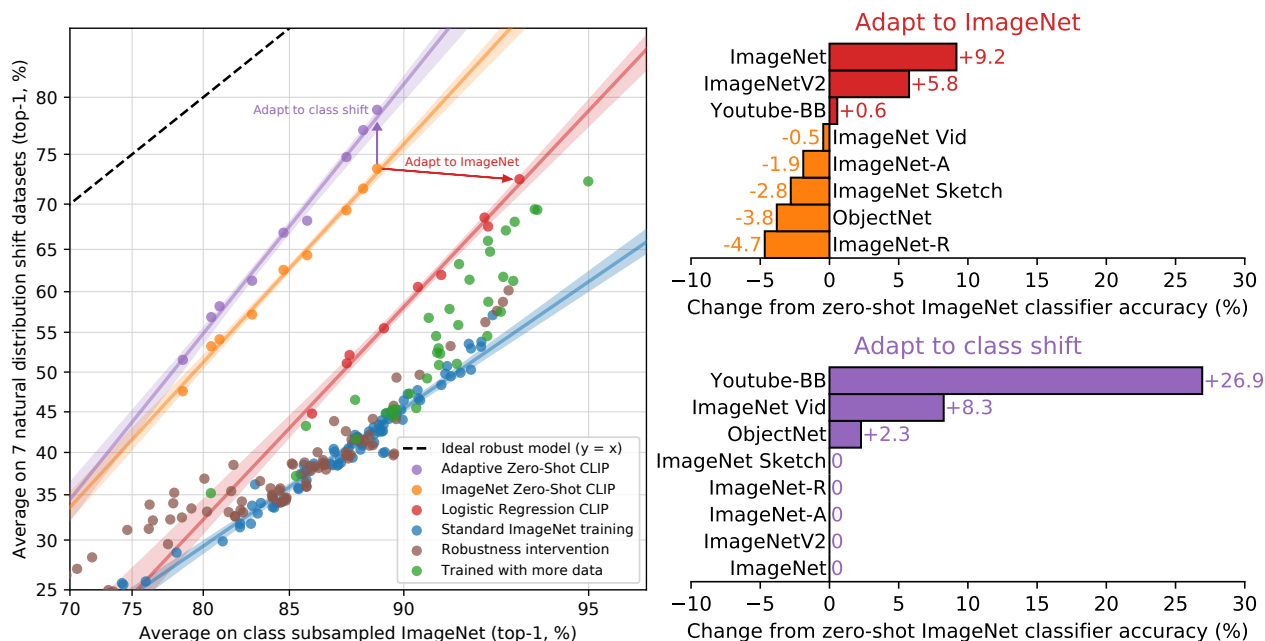 Average on 7 natural distribution shift datasets (top-1, %)
80
75
70
65
60
55
50
45
40
35
30
25
Adapt to class shift
Adapt to ImageNet
Ideal robust model (y = x)
Adaptive Zero-Shot CLIP
ImageNet Zero-Shot CLIP
Logistic Regression CLIP
Standard ImageNet training
Robustness intervention
Trained with more data
70 75 80 85 90 95
Average on class subsampled ImageNet (top-1, %)
Adapt to ImageNet
ImageNet +9.2
ImageNetV2 +5.8
Youtube-BB +0.6
-0.5 ImageNet Vid
-1.9 ImageNet-A
-2.8 ImageNet Sketch
-3.8 ObjectNet
-4.7 ImageNet-R
−10 −5 0 5 10 15 20 25 30
Change from zero-shot ImageNet classifier accuracy (%)
Adapt to class shift
Youtube-BB +26.9
ImageNet Vid +8.3
ObjectNet +2.3
ImageNet Sketch 0
ImageNet-R 0
ImageNet-A 0
ImageNetV2 0
ImageNet 0
−10 −5 0 5 10 15 20 25 30
Change from zero-shot ImageNet classifier accuracy (%)